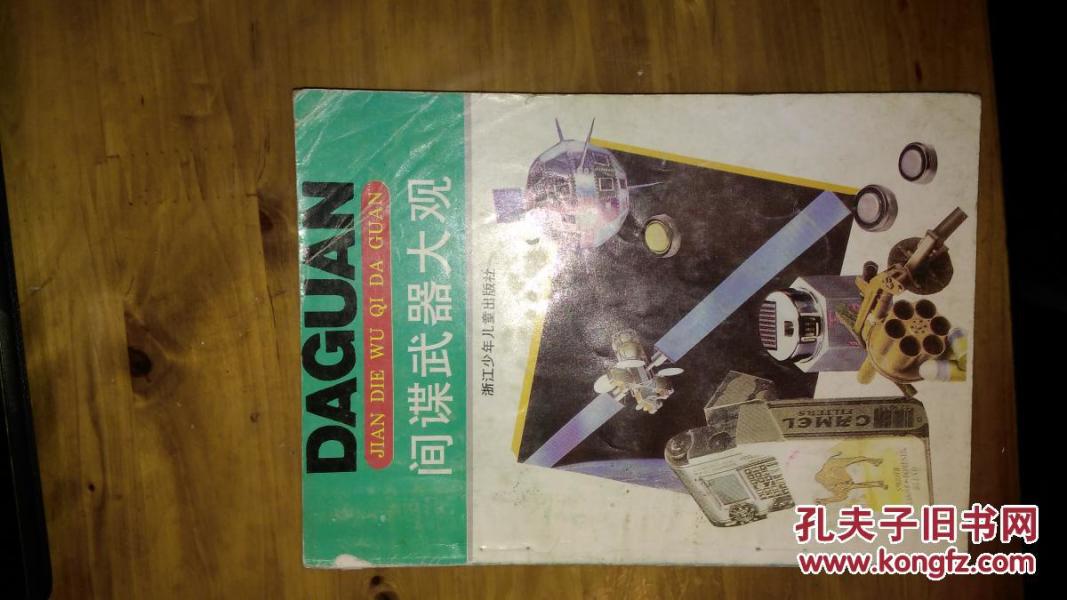 DAGUAN
JIAN DIE WU QI DA GUAN
间谍武器大观
浙江少年儿童出版社
CAMEL
FILTERS
孔夫子旧书网
www.kongfz.com